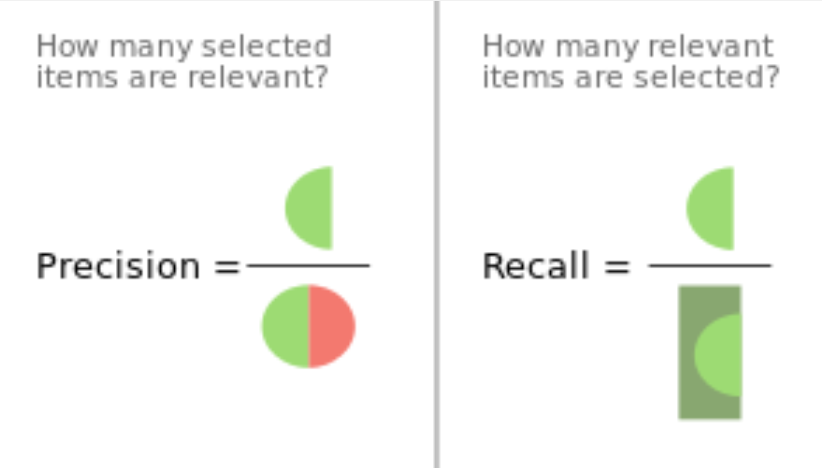 How many selected
items are relevant?
Precision =
How many relevant
items are selected?
Recall =